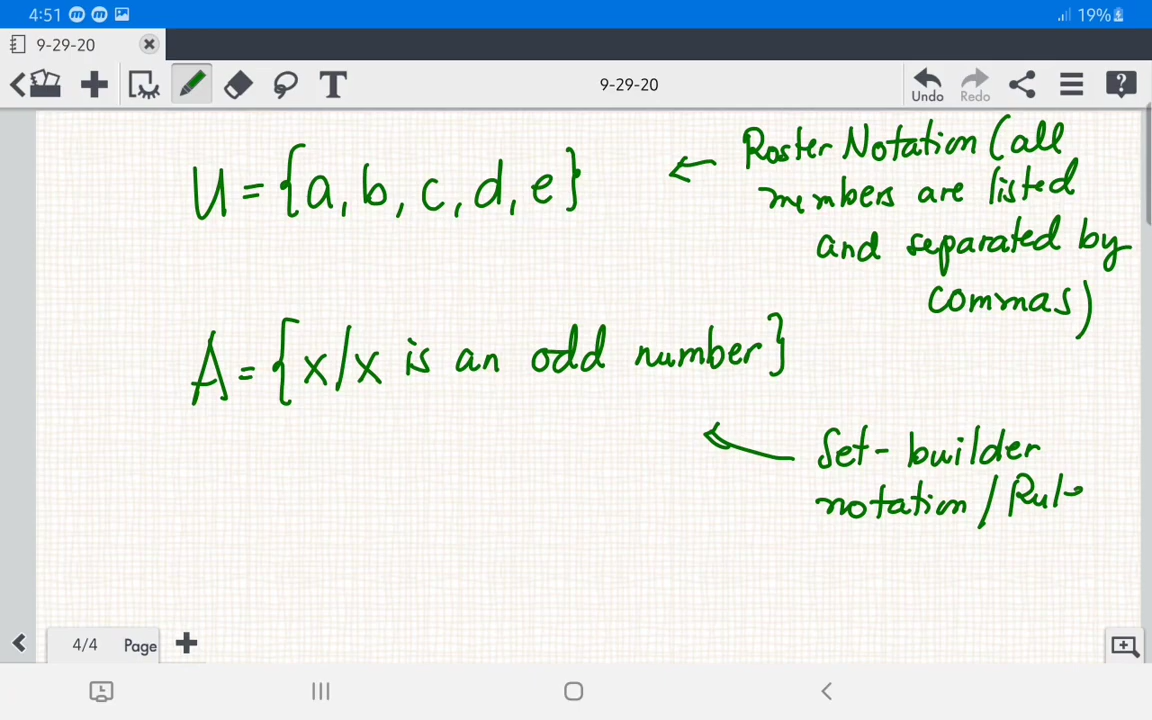 4:51 19%
9-29-20
9-29-20 Undo Redo
U = {a, b, c, d, e}
Roster Notation (all
members are listed
and separated by
commas)
A = {x/x is an odd number}
Set-builder
notation/Rul
4/4 Page